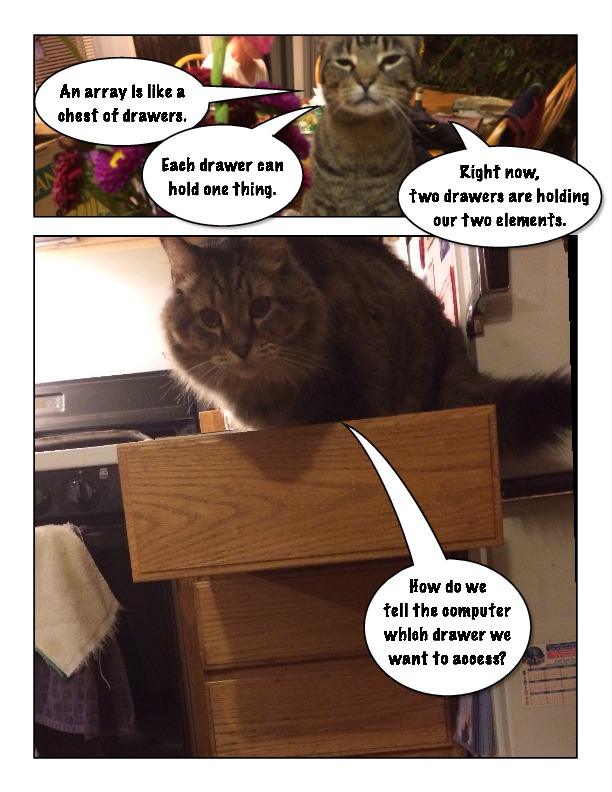 An array is like a
chest of drawers.
Each drawer can
hold one thing.
Right now,
two drawers are holding
our two elements.
How do we
tell the computer
which drawer we
want to access?